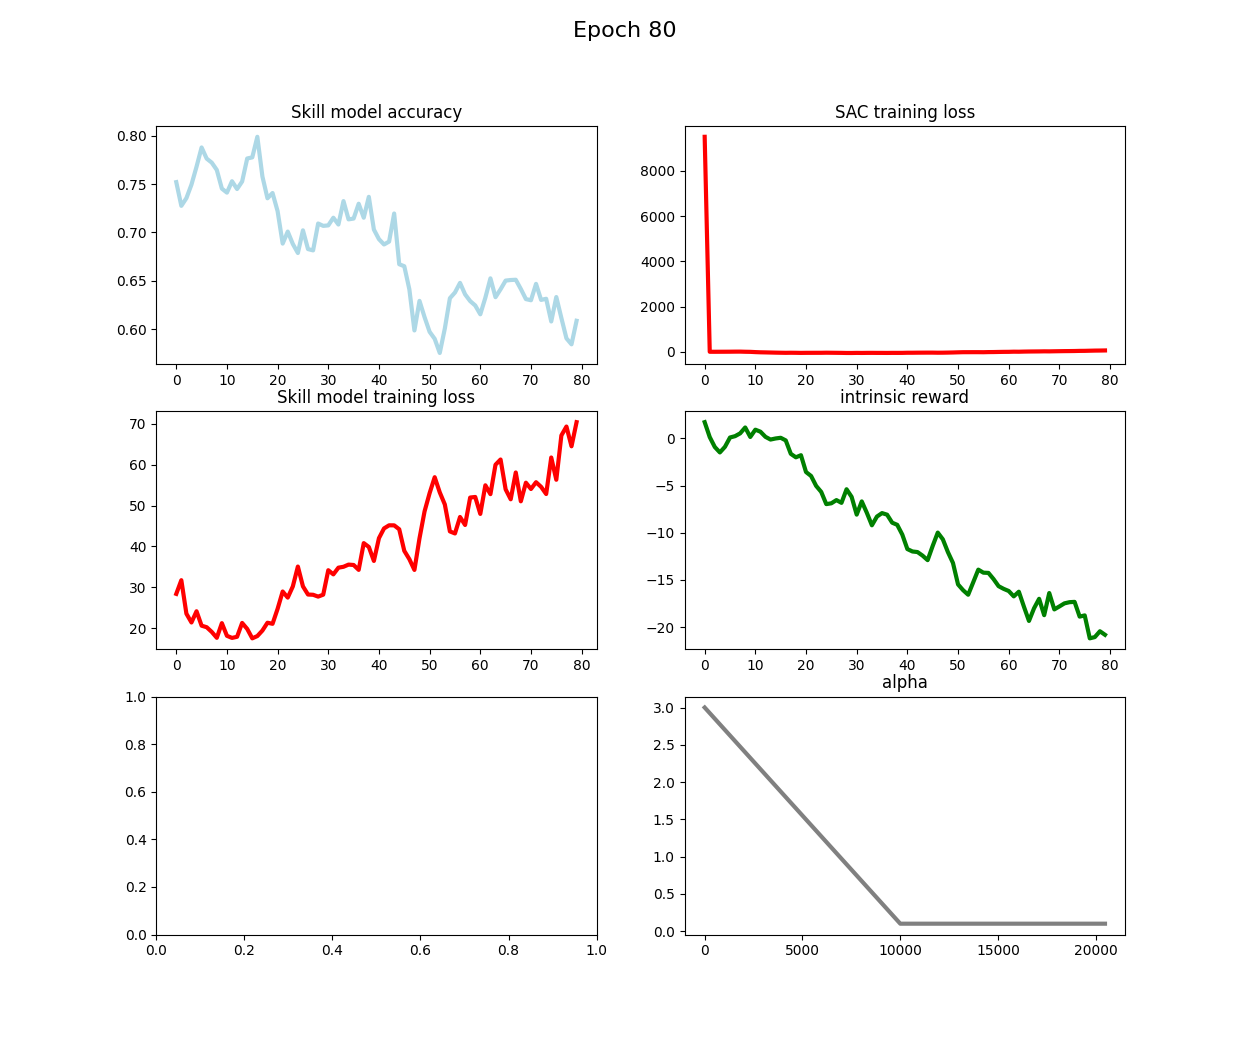 Epoch 80
Skill model accuracy
0.80
0.75
0.70
0.65
0.60
0 10 20 30 40 50 60 70 80
SAC training loss
8000
6000
4000
2000
0
0 10 20 30 40 50 60 70 80
Skill model training loss
70
60
50
40
30
20
0 10 20 30 40 50 60 70 80
intrinsic reward
0
−5
−10
−15
−20
0 10 20 30 40 50 60 70 80
1.0
0.8
0.6
0.4
0.2
0.0
0.0 0.2 0.4 0.6 0.8 1.0
alpha
3.0
2.5
2.0
1.5
1.0
0.5
0.0
0 5000 10000 15000 20000